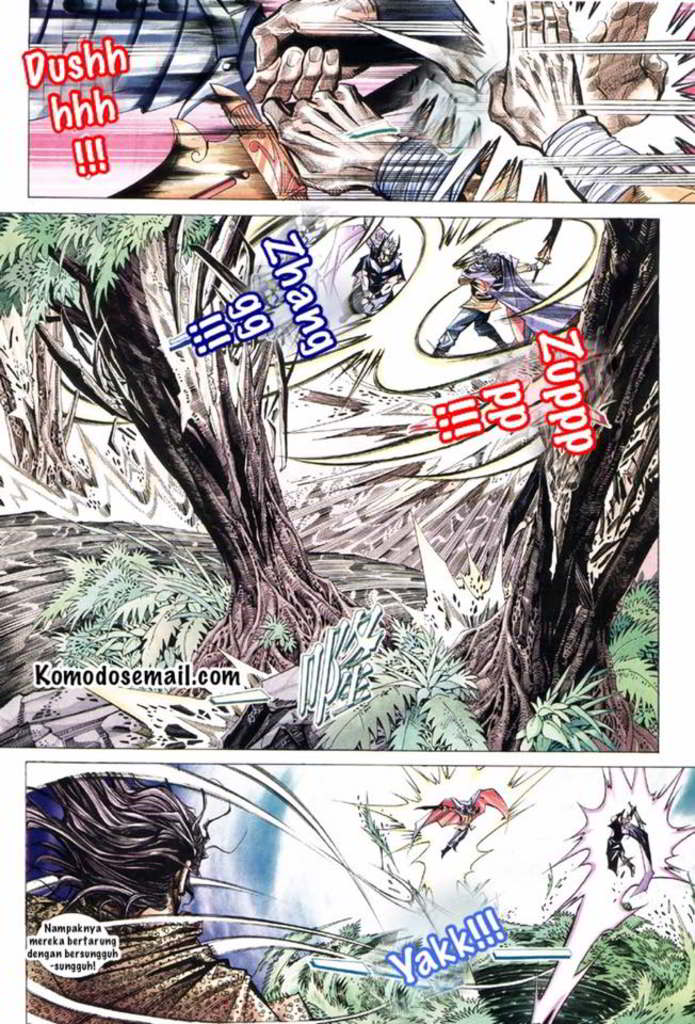 Dushh
hhh
!!!
Zhang
gg
!!!
Zuppp
pp
!!!
Komodosemail.com
Nampaknya
mereka bertarung
dengan bersungguh
-sungguh!
Yakk!!!